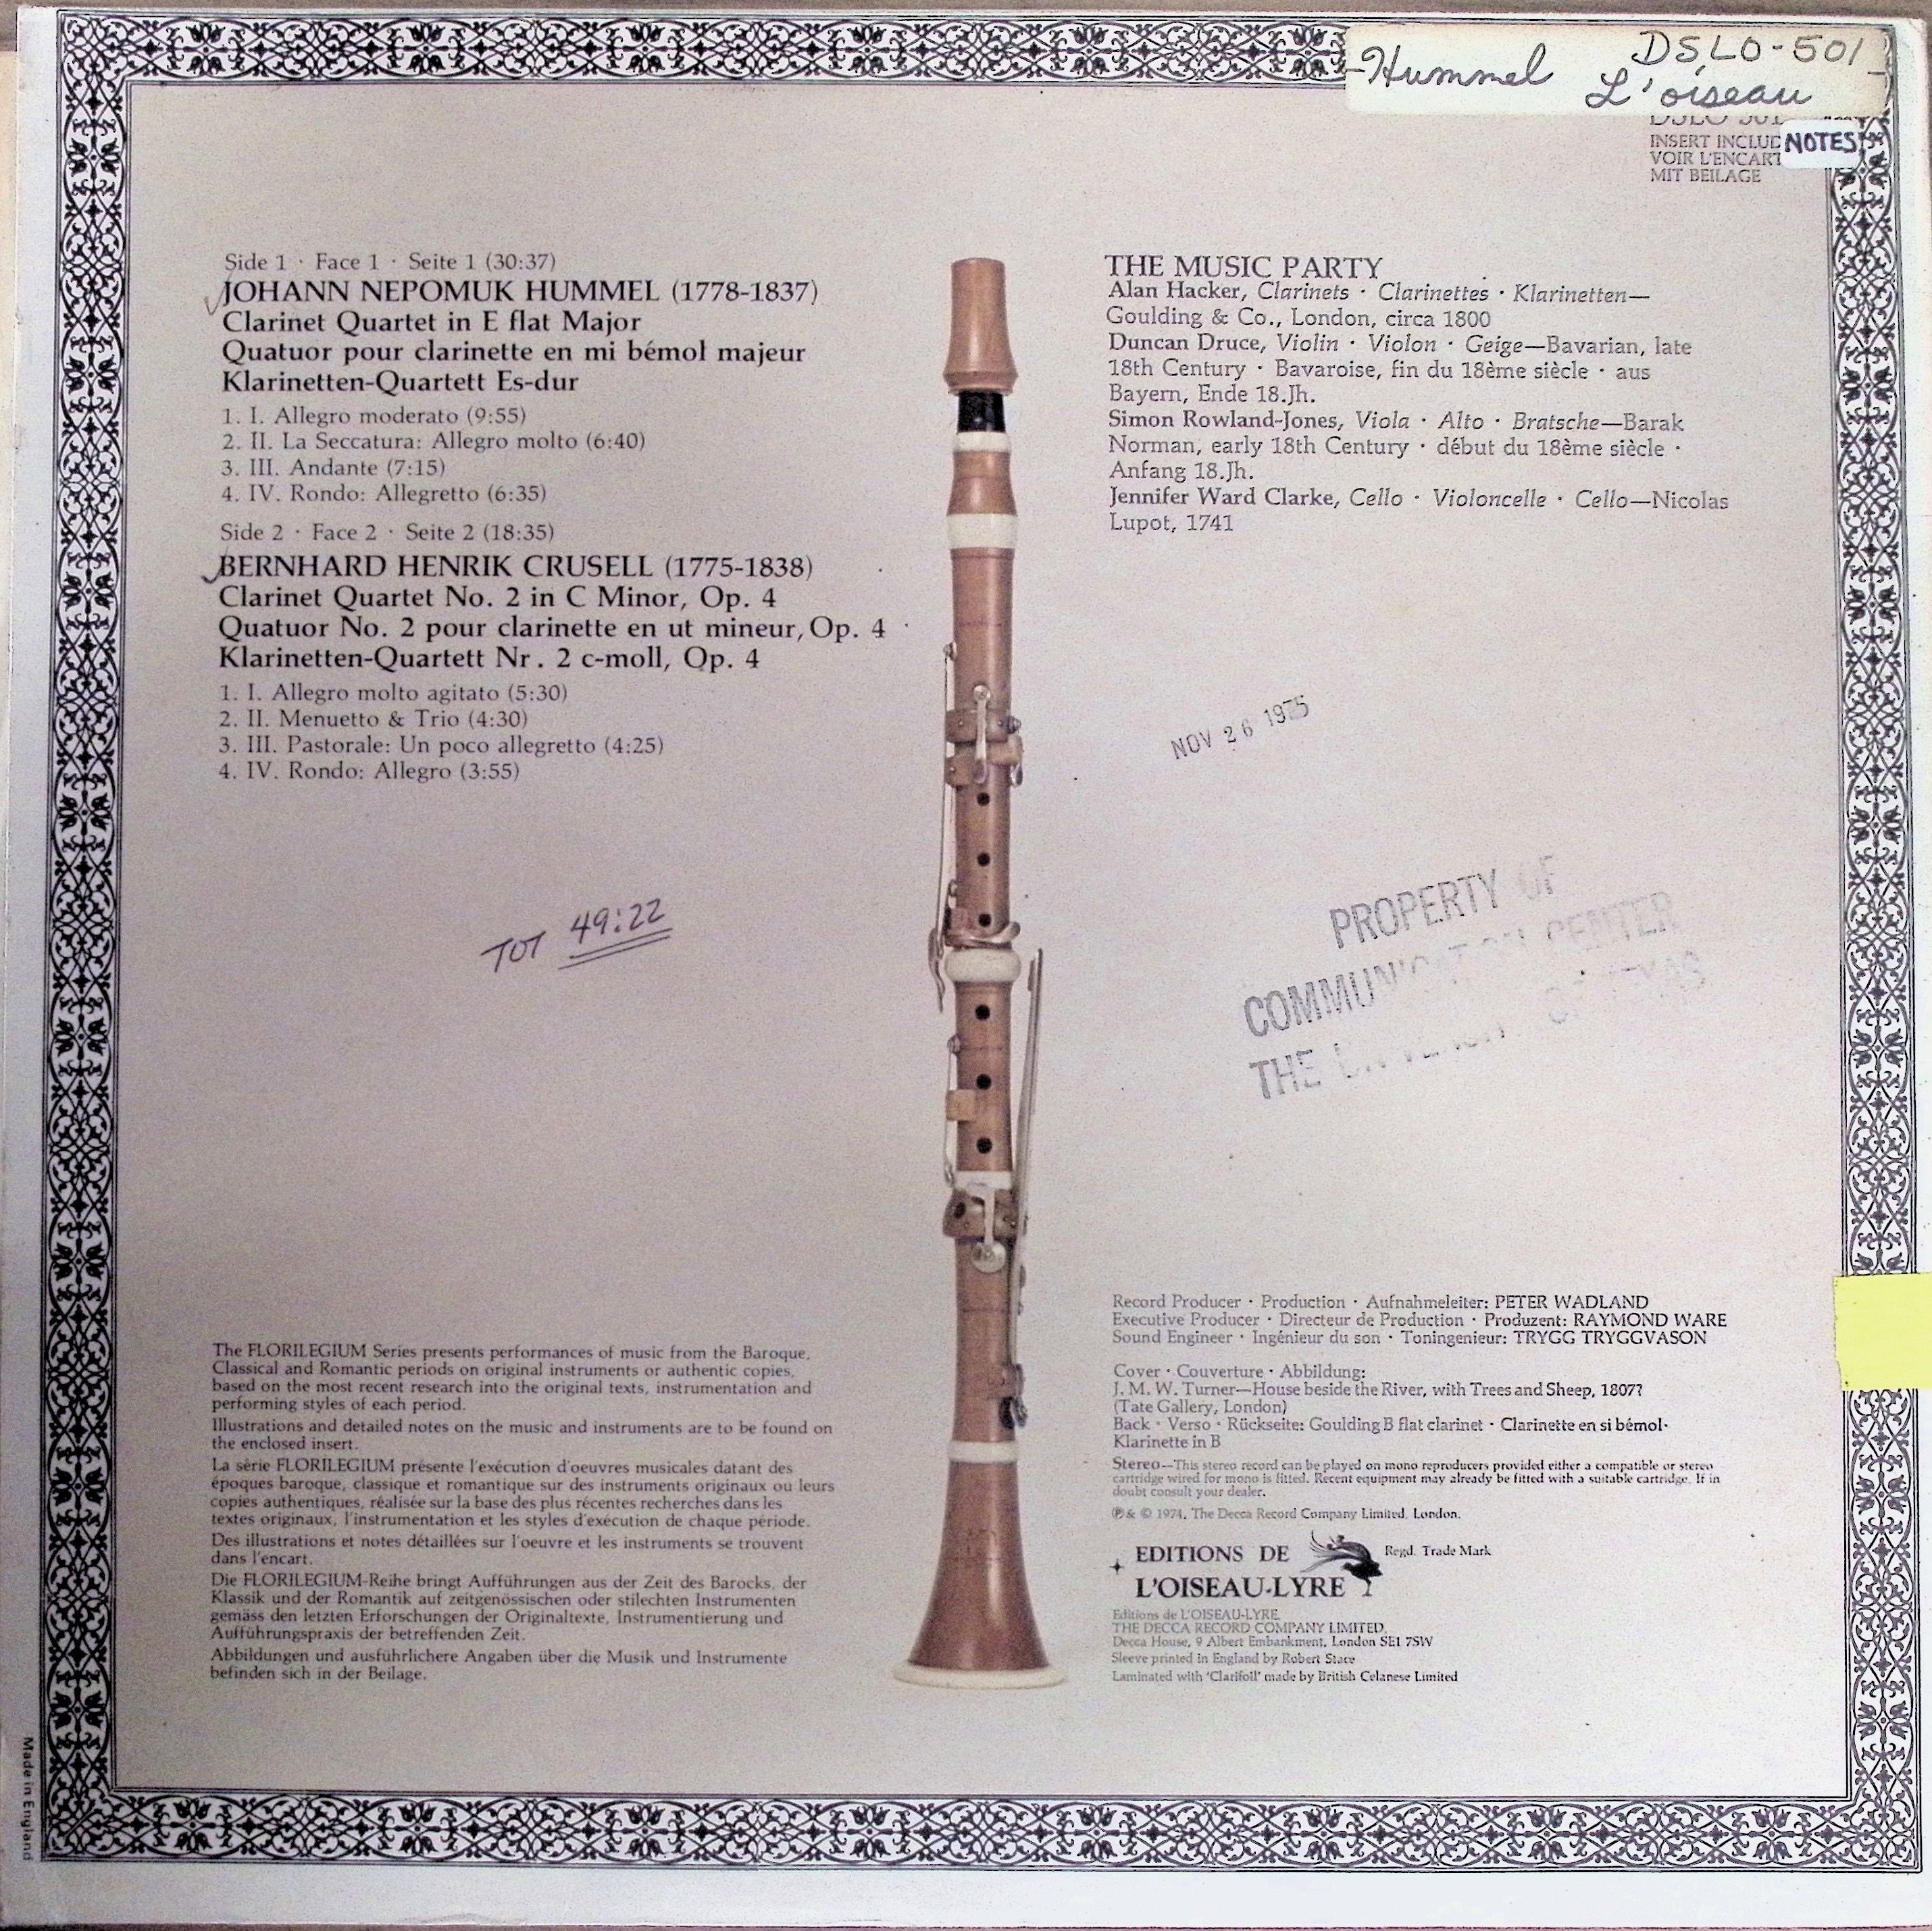 Hummel
DSLO-501
L'oiseau
NOTES
INSERT
VOIR L'ENCART
MIT BEILAGE
Side 1 · Face 1 · Seite 1 (30:37)
JOHANN NEPOMUK HUMMEL (1778-1837)
Clarinet Quartet in E flat Major
Quatuor pour clarinette en mi bémol majeur
Klarinetten-Quartett Es-dur
1. I. Allegro moderato (9:55)
2. II. La Seccatura: Allegro molto (6:40)
3. III. Andante (7:15)
4. IV. Rondo: Allegretto (6:35)
Side 2 · Face 2 · Seite 2 (18:35)
BERNHARD HENRIK CRUSELL (1775-1838)
Clarinet Quartet No. 2 in C Minor, Op. 4
Quatuor No. 2 pour clarinette en ut mineur, Op. 4
Klarinetten-Quartett Nr. 2 c-moll, Op. 4
1. I. Allegro molto agitato (5:30)
2. II. Menuetto & Trio (4:30)
3. III. Pastorale: Un poco allegretto (4:25)
4. IV. Rondo: Allegro (3:55)
TOT 49:22
The FLORILEGIUM Series presents performances of music from the Baroque,
Classical and Romantic periods on original instruments or authentic copies,
based on the most recent research into the original texts, instrumentation and
performing styles of each period.
Illustrations and detailed notes on the music and instruments are to be found on
the enclosed insert.
La série FLORILEGIUM présente l'exécution d'oeuvres musicales datant des
époques baroque, classique et romantique sur des instruments originaux ou leurs
copies authentiques, réalisée sur la base des plus récentes recherches dans les
textes originaux, l'instrumentation et les styles d'exécution de chaque période.
Des illustrations et notes détaillées sur l'oeuvre et les instruments se trouvent
dans l'encart.
Die FLORILEGIUM-Reihe bringt Aufführungen aus der Zeit des Barocks, der
Klassik und der Romantik auf zeitgenössischen oder stilechten Instrumenten
gemäss den letzten Erforschungen der Originaltexte, Instrumentierung und
Aufführungspraxis der betreffenden Zeit.
Abbildungen und ausführlichere Angaben über die Musik und Instrumente
befinden sich in der Beilage.
THE MUSIC PARTY
Alan Hacker, Clarinets · Clarinettes · Klarinetten—
Goulding & Co., London, circa 1800
Duncan Druce, Violin · Violon · Geige—Bavarian, late
18th Century · Bavaroise, fin du 18ème siècle · aus
Bayern, Ende 18.Jh.
Simon Rowland-Jones, Viola · Alto · Bratsche—Barak
Norman, early 18th Century · début du 18ème siècle ·
Anfang 18.Jh.
Jennifer Ward Clarke, Cello · Violoncelle · Cello—Nicolas
Lupot, 1741
NOV 26 1975
PROPERTY OF
COMMUNICATION CENTER
THE UNIVERSITY OF TEXAS
Record Producer · Production · Aufnahmeleiter: PETER WADLAND
Executive Producer · Directeur de Production · Produzent: RAYMOND WARE
Sound Engineer · Ingénieur du son · Toningenieur: TRYGG TRYGGVASON
Cover · Couverture · Abbildung:
J. M. W. Turner—House beside the River, with Trees and Sheep, 1807?
(Tate Gallery, London)
Back · Verso · Rückseite: Goulding B flat clarinet · Clarinette en si bémol·
Klarinette in B
Stereo—This stereo record can be played on mono reproducers provided either a compatible or stereo
cartridge wired for mono is fitted. Recent equipment may already be fitted with a suitable cartridge. If in
doubt consult your dealer.
℗ & © 1974, The Decca Record Company Limited, London.
EDITIONS DE
L'OISEAU-LYRE
Regd. Trade Mark
Editions de L'OISEAU-LYRE
THE DECCA RECORD COMPANY LIMITED,
Decca House, 9 Albert Embankment, London SE1 7SW
Sleeve printed in England by Robert Stace
Laminated with 'Clarifoil' made by British Celanese Limited
Made in England